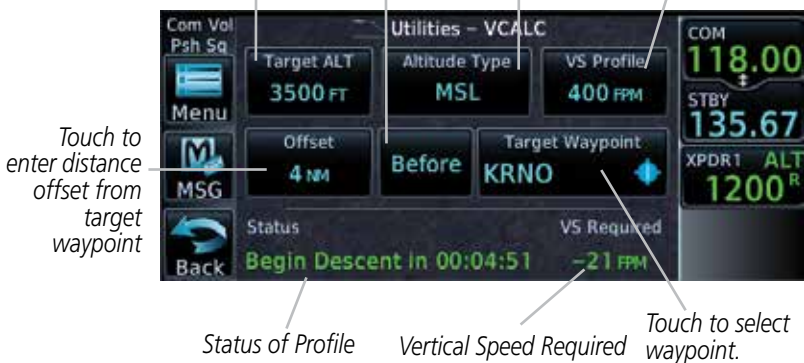 Com Vol
Psh Sq
Utilities – VCALC
COM
118.00
Target ALT
3500 FT
Altitude Type
MSL
VS Profile
400 FPM
Menu
STBY
135.67
Touch to
enter distance
offset from
target
waypoint
MSG
Offset
4 NM
Before
Target Waypoint
KRNO
XPDR1 ALT
1200 R
Back
Status
Begin Descent in 00:04:51
VS Required
-21 FPM
Status of Profile
Vertical Speed Required
Touch to select
waypoint.